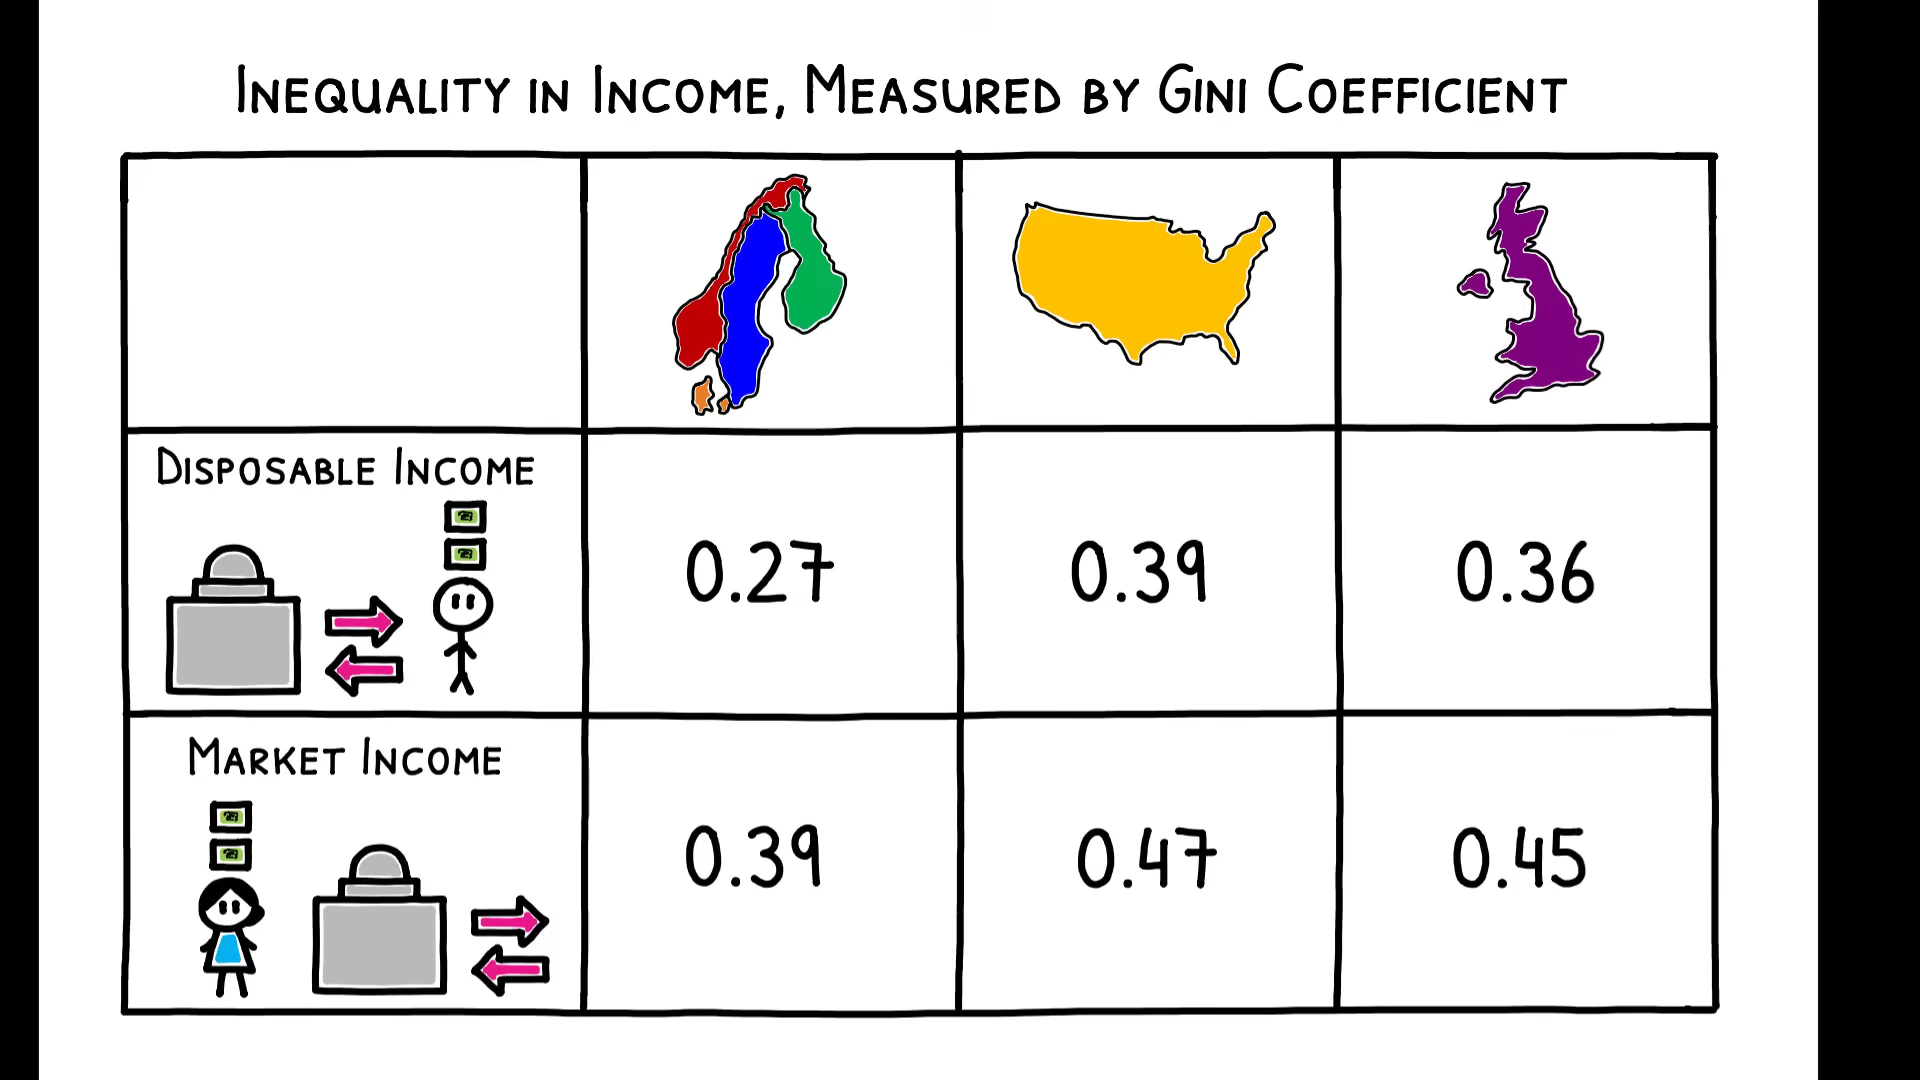 INEQUALITY IN INCOME, MEASURED BY GINI COEFFICIENT
DISPOSABLE INCOME
0.27
0.39
0.36
MARKET INCOME
0.39
0.47
0.45